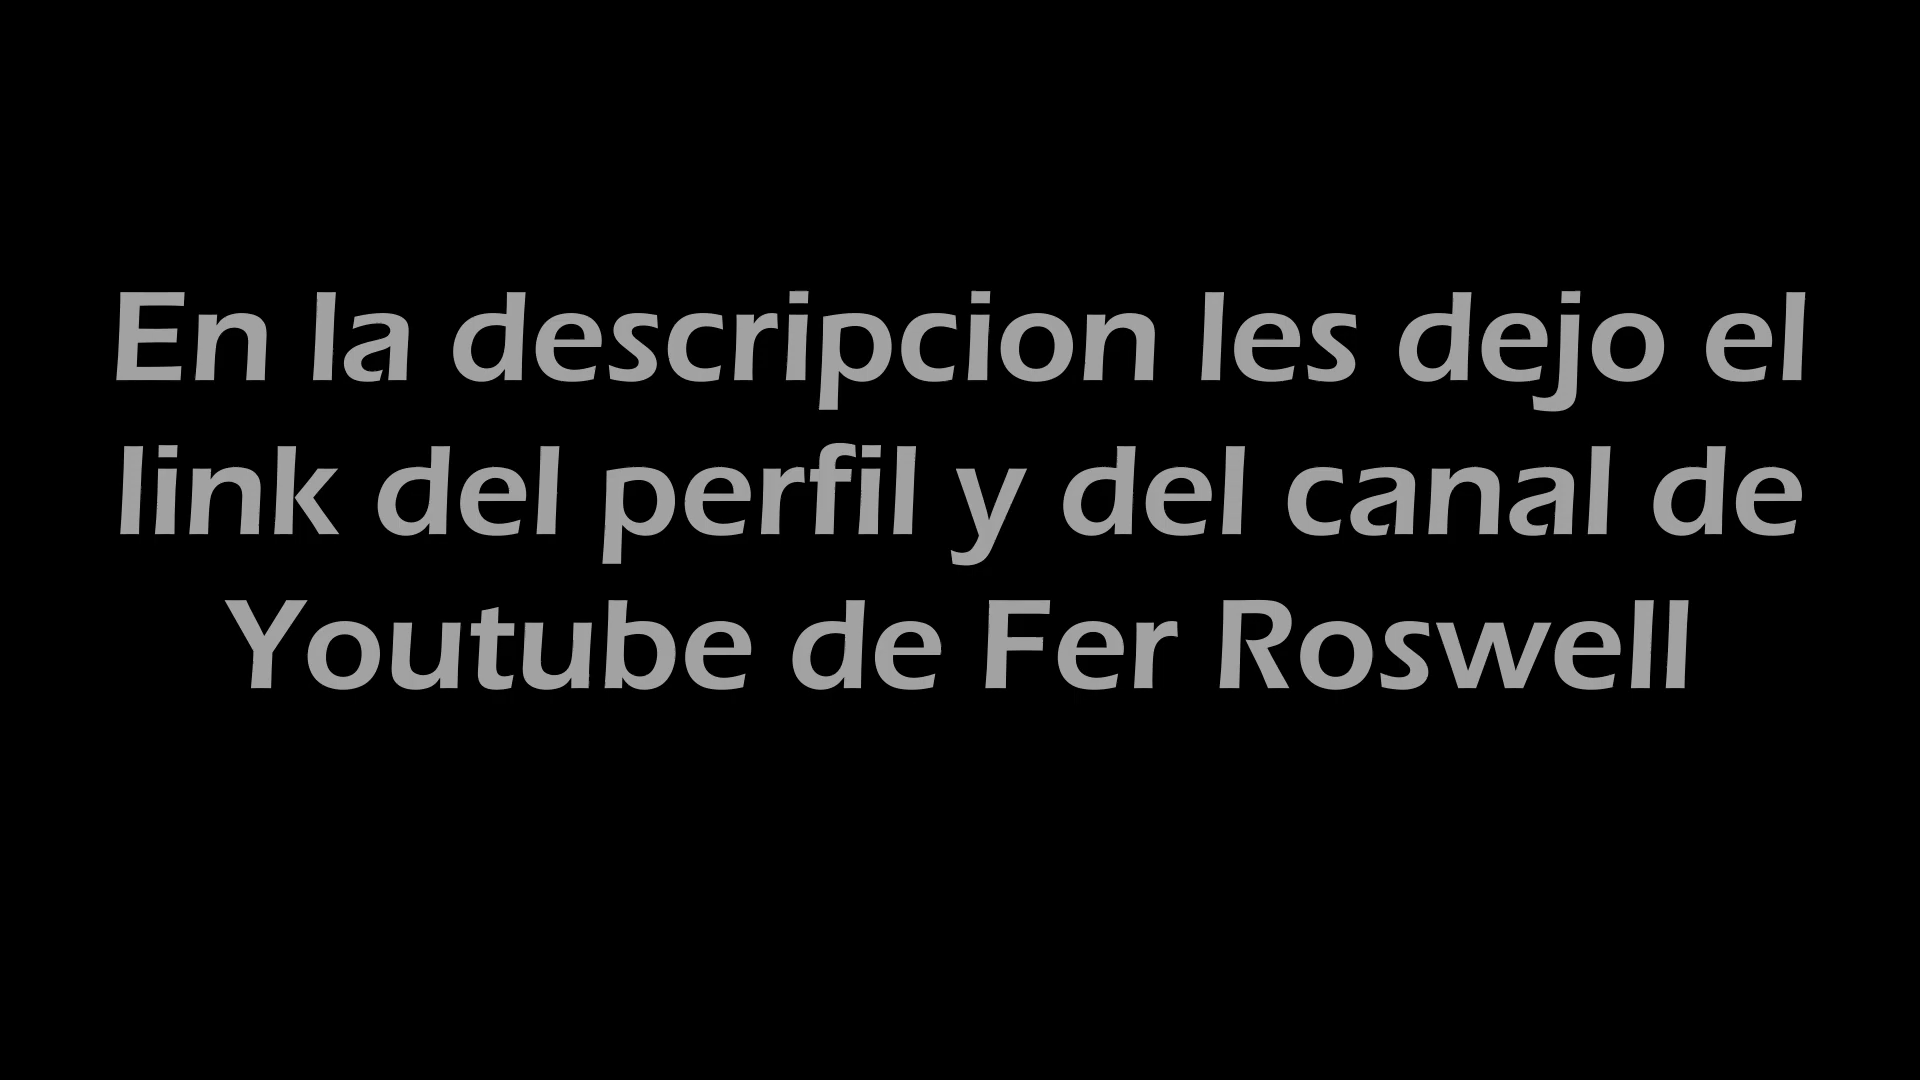 En la descripcion les dejo el
link del perfil y del canal de
Youtube de Fer Roswell